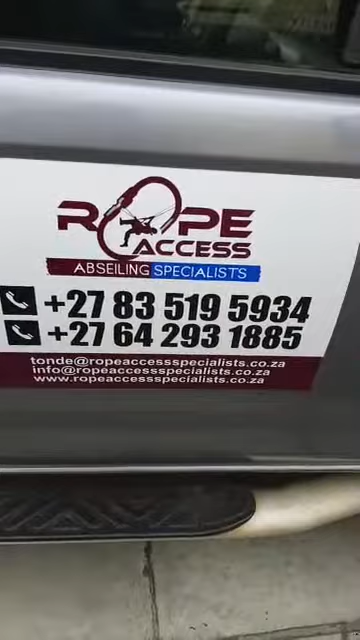 ROPE
ACCESS
ABSEILING SPECIALISTS
+27 83 519 5934
+27 64 293 1885
tonde@ropeaccessspecialists.co.za
info@ropeaccessspecialists.co.za
www.ropeaccessspecialists.co.za